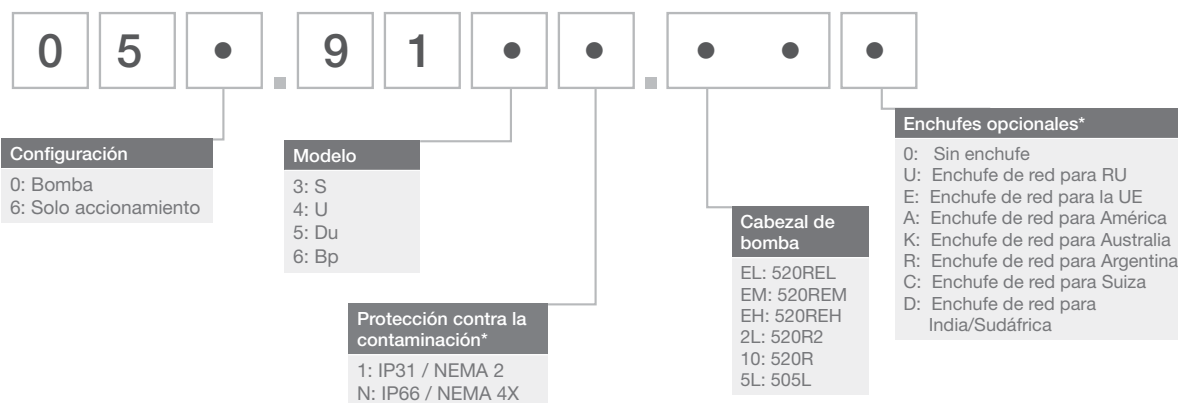 0 5 • . 9 1 • • . • • •
Configuración
0: Bomba
6: Solo accionamiento
Modelo
3: S
4: U
5: Du
6: Bp
Protección contra la
contaminación*
1: IP31 / NEMA 2
N: IP66 / NEMA 4X
Cabezal de
bomba
EL: 520REL
EM: 520REM
EH: 520REH
2L: 520R2
10: 520R
5L: 505L
Enchufes opcionales*
0: Sin enchufe
U: Enchufe de red para RU
E: Enchufe de red para la UE
A: Enchufe de red para América
K: Enchufe de red para Australia
R: Enchufe de red para Argentina
C: Enchufe de red para Suiza
D: Enchufe de red para
India/Sudáfrica